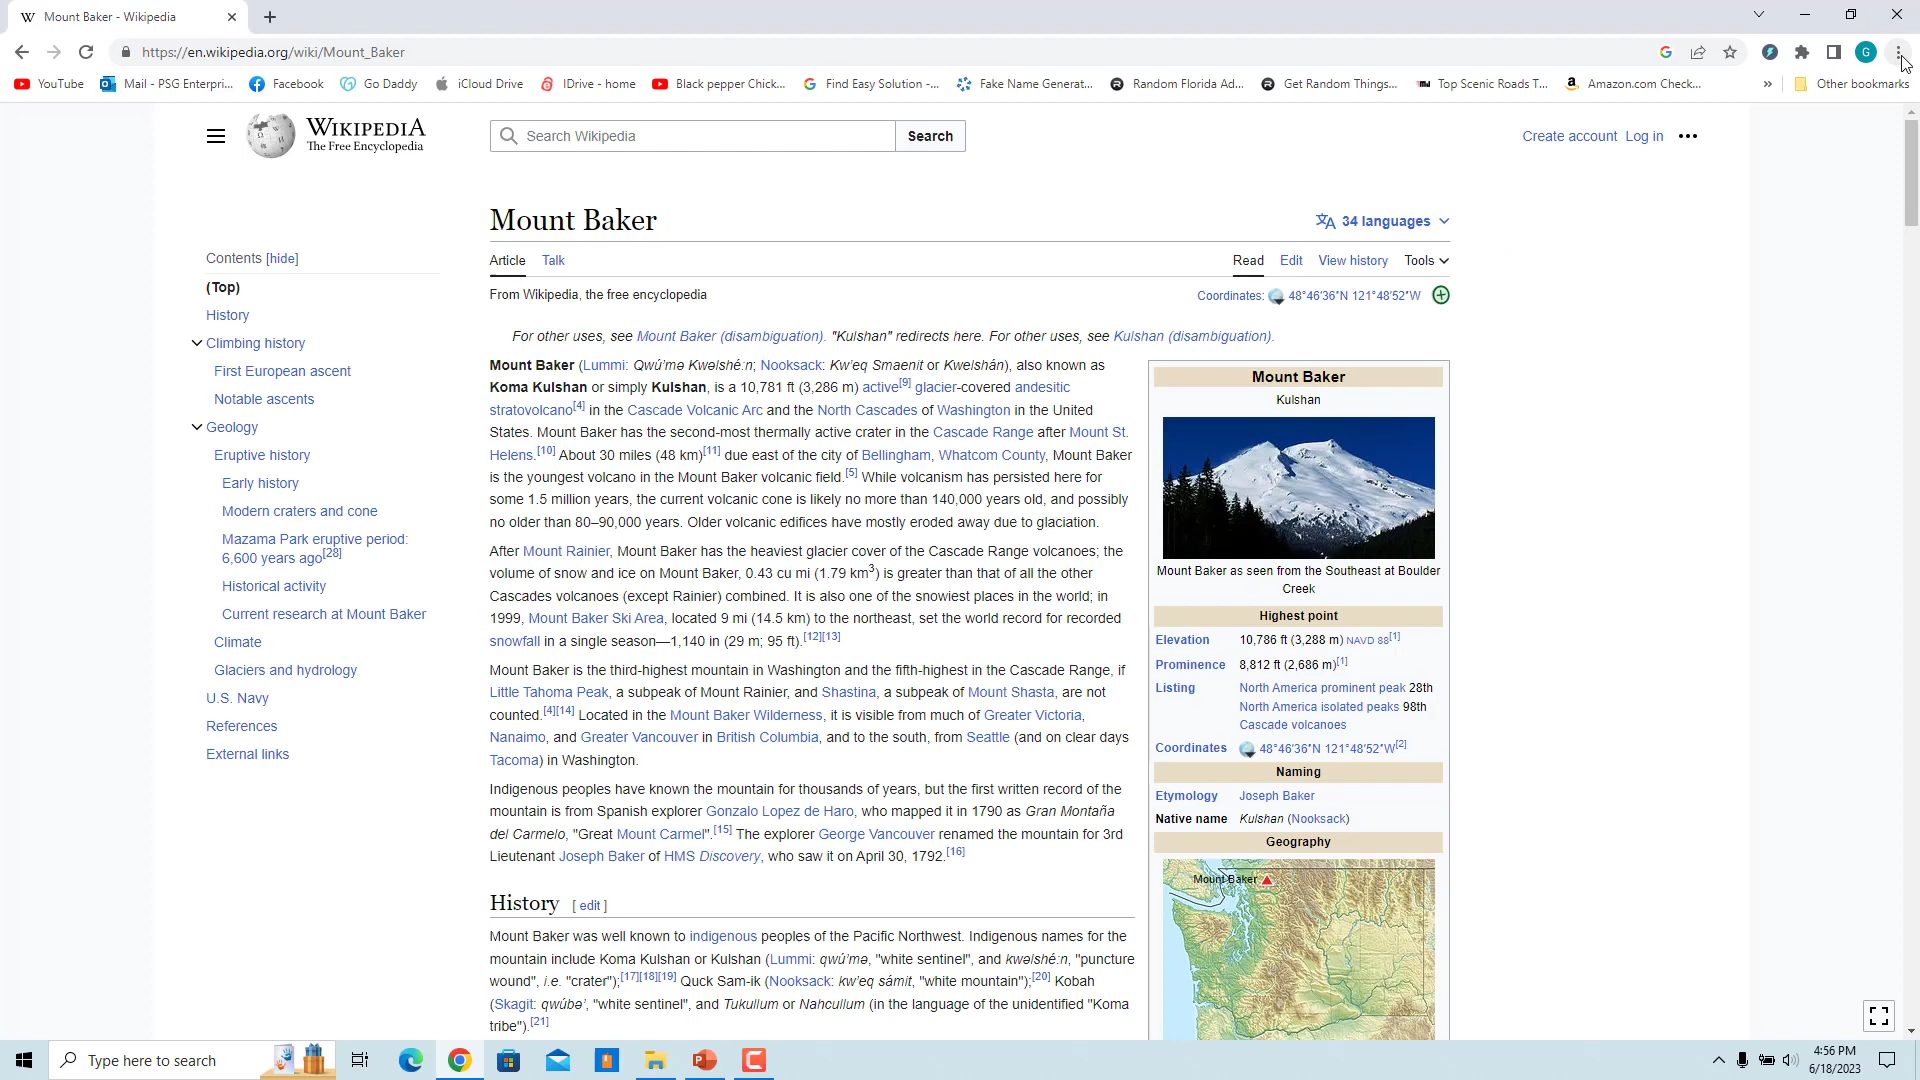 Mount Baker - Wikipedia
https://en.wikipedia.org/wiki/Mount_Baker
G
YouTube
Mail - PSG Enterpri...
Facebook
Go Daddy
iCloud Drive
IDrive - home
Black pepper Chick...
Find Easy Solution -...
Fake Name Generat...
Random Florida Ad...
Get Random Things...
Top Scenic Roads T...
Amazon.com Check...
»
Other bookmarks
WIKIPEDIA
The Free Encyclopedia
Search Wikipedia
Search
Create account
Log in
Mount Baker
34 languages
Article
Talk
Read
Edit
View history
Tools
From Wikipedia, the free encyclopedia
Coordinates: 48°46′36″N 121°48′52″W
Contents [hide]
(Top)
History
Climbing history
First European ascent
Notable ascents
Geology
Eruptive history
Early history
Modern craters and cone
Mazama Park eruptive period:
6,600 years ago[28]
Historical activity
Current research at Mount Baker
Climate
Glaciers and hydrology
U.S. Navy
References
External links
For other uses, see Mount Baker (disambiguation). "Kulshan" redirects here. For other uses, see Kulshan (disambiguation).
Mount Baker (Lummi: Qwú'mə Kwəlshé:n; Nooksack: Kw'eq Smaenit or Kwelshán), also known as
Koma Kulshan or simply Kulshan, is a 10,781 ft (3,286 m) active[9] glacier-covered andesitic
stratovolcano[4] in the Cascade Volcanic Arc and the North Cascades of Washington in the United
States. Mount Baker has the second-most thermally active crater in the Cascade Range after Mount St.
Helens.[10] About 30 miles (48 km)[11] due east of the city of Bellingham, Whatcom County, Mount Baker
is the youngest volcano in the Mount Baker volcanic field.[5] While volcanism has persisted here for
some 1.5 million years, the current volcanic cone is likely no more than 140,000 years old, and possibly
no older than 80–90,000 years. Older volcanic edifices have mostly eroded away due to glaciation.
After Mount Rainier, Mount Baker has the heaviest glacier cover of the Cascade Range volcanoes; the
volume of snow and ice on Mount Baker, 0.43 cu mi (1.79 km3) is greater than that of all the other
Cascades volcanoes (except Rainier) combined. It is also one of the snowiest places in the world; in
1999, Mount Baker Ski Area, located 9 mi (14.5 km) to the northeast, set the world record for recorded
snowfall in a single season—1,140 in (29 m; 95 ft).[12][13]
Mount Baker is the third-highest mountain in Washington and the fifth-highest in the Cascade Range, if
Little Tahoma Peak, a subpeak of Mount Rainier, and Shastina, a subpeak of Mount Shasta, are not
counted.[4][14] Located in the Mount Baker Wilderness, it is visible from much of Greater Victoria,
Nanaimo, and Greater Vancouver in British Columbia, and to the south, from Seattle (and on clear days
Tacoma) in Washington.
Indigenous peoples have known the mountain for thousands of years, but the first written record of the
mountain is from Spanish explorer Gonzalo Lopez de Haro, who mapped it in 1790 as Gran Montaña
del Carmelo, "Great Mount Carmel".[15] The explorer George Vancouver renamed the mountain for 3rd
Lieutenant Joseph Baker of HMS Discovery, who saw it on April 30, 1792.[16]
History [ edit ]
Mount Baker was well known to indigenous peoples of the Pacific Northwest. Indigenous names for the
mountain include Koma Kulshan or Kulshan (Lummi: qwú'mə, "white sentinel", and kwəlshé:n, "puncture
wound", i.e. "crater");[17][18][19] Quck Sam-ik (Nooksack: kw'eq sámit, "white mountain");[20] Kobah
(Skagit: qwúbə', "white sentinel", and Tukullum or Nahcullum (in the language of the unidentified "Koma
tribe").[21]
Mount Baker
Kulshan
Mount Baker as seen from the Southeast at Boulder
Creek
Highest point
Elevation 10,786 ft (3,288 m) NAVD 88[1]
Prominence 8,812 ft (2,686 m)[1]
Listing North America prominent peak 28th
North America isolated peaks 98th
Cascade volcanoes
Coordinates 48°46′36″N 121°48′52″W[2]
Naming
Etymology Joseph Baker
Native name Kulshan (Nooksack)
Geography
Mount Baker
Type here to search
4:56 PM
6/18/2023